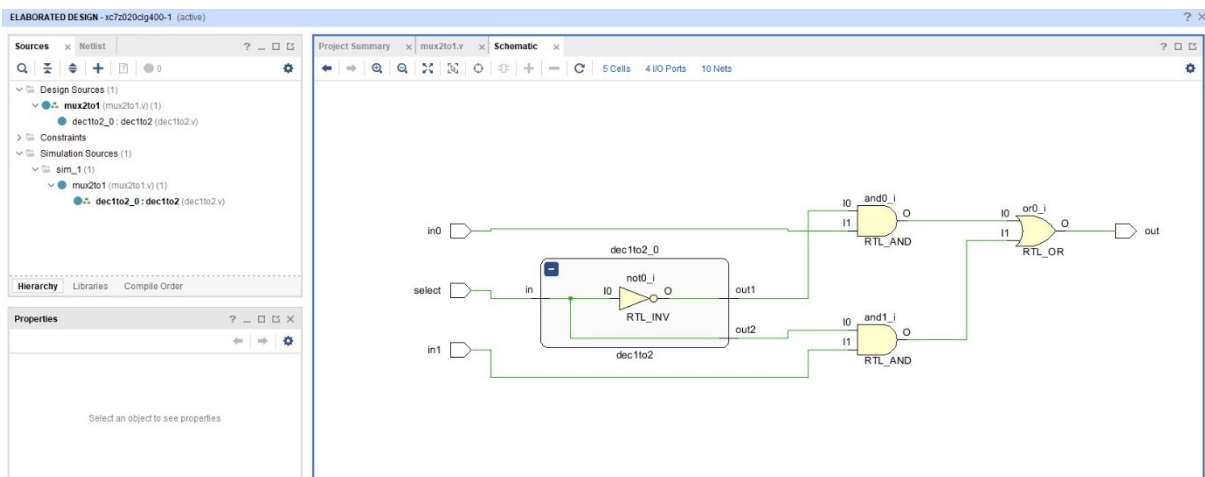 ELABORATED DESIGN - xc7z020clg400-1 (active)
Sources
Netlist
0
Design Sources (1)
mux2to1 (mux2to1.v) (1)
dec1to2_0 : dec1to2 (dec1to2.v)
Constraints
Simulation Sources (1)
sim_1 (1)
mux2to1 (mux2to1.v) (1)
dec1to2_0 : dec1to2 (dec1to2.v)
Hierarchy Libraries Compile Order
Properties
Select an object to see properties
Project Summary mux2to1.v Schematic
5 Cells 4 I/O Ports 10 Nets
in0
select
in1
dec1to2_0
in
not0_i
I0 O
RTL_INV
out1
out2
dec1to2
and0_i
I0 O
I1
RTL_AND
and1_i
I0 O
I1
RTL_AND
or0_i
I0 O
I1
RTL_OR
out